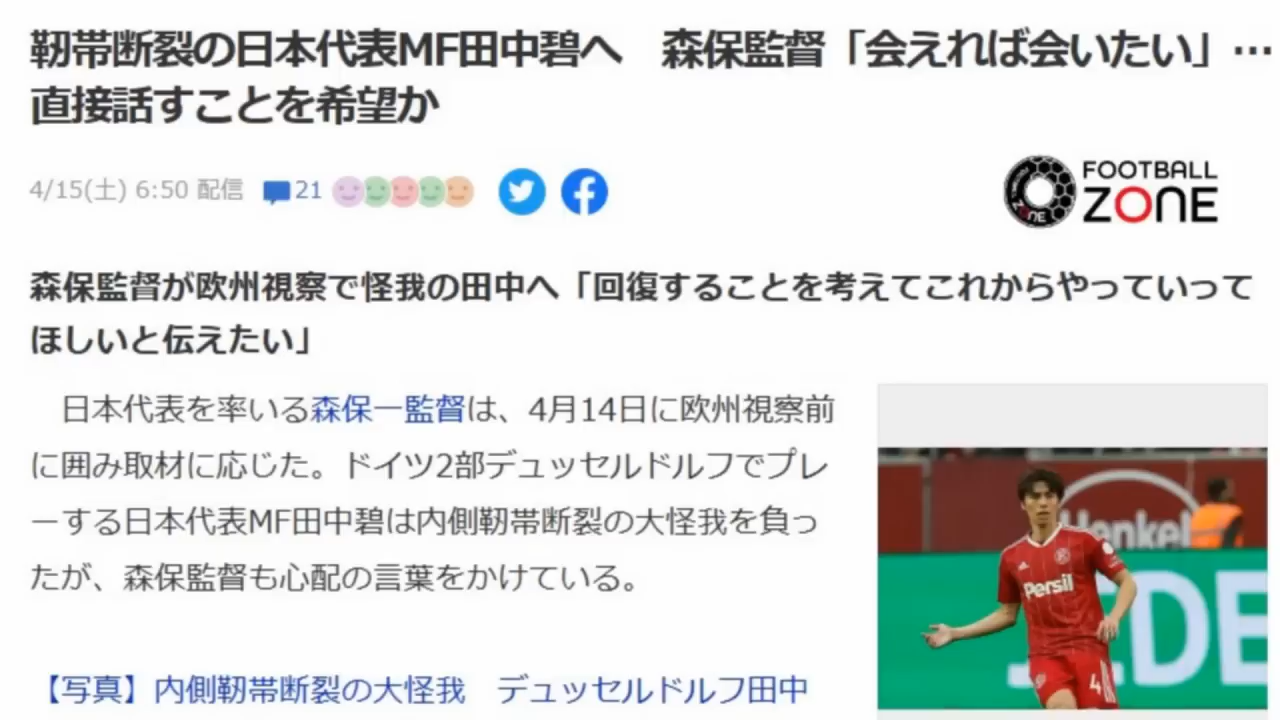 靭帯断裂の日本代表MF田中碧へ　森保監督「会えれば会いたい」…
直接話すことを希望か
4/15(土) 6:50 配信 21
FOOTBALL
ZONE
森保監督が欧州視察で怪我の田中へ「回復することを考えてこれからやっていって
ほしいと伝えたい」
日本代表を率いる森保一監督は、4月14日に欧州視察前
に囲み取材に応じた。ドイツ2部デュッセルドルフでプレ
ーする日本代表MF田中碧は内側靭帯断裂の大怪我を負っ
たが、森保監督も心配の言葉をかけている。
【写真】内側靭帯断裂の大怪我　デュッセルドルフ田中
Henkel
Persil
4